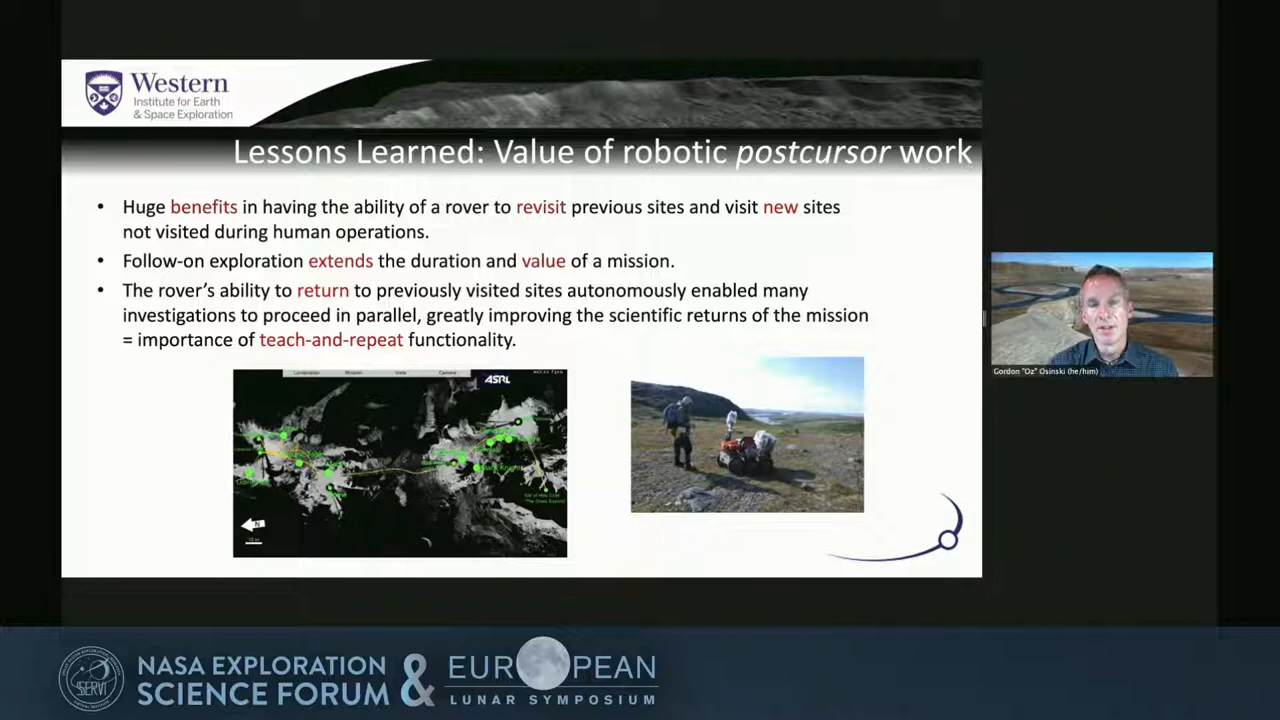 Western
Institute for Earth
& Space Exploration
Lessons Learned: Value of robotic postcursor work
• Huge benefits in having the ability of a rover to revisit previous sites and visit new sites
not visited during human operations.
• Follow-on exploration extends the duration and value of a mission.
• The rover's ability to return to previously visited sites autonomously enabled many
investigations to proceed in parallel, greatly improving the scientific returns of the mission
= importance of teach-and-repeat functionality.
View
Camera
ASRL
N
Gordon "Oz" Osinski (he/him)
SSERVI
NASA EXPLORATION
SCIENCE FORUM
&
EUROPEAN
LUNAR SYMPOSIUM